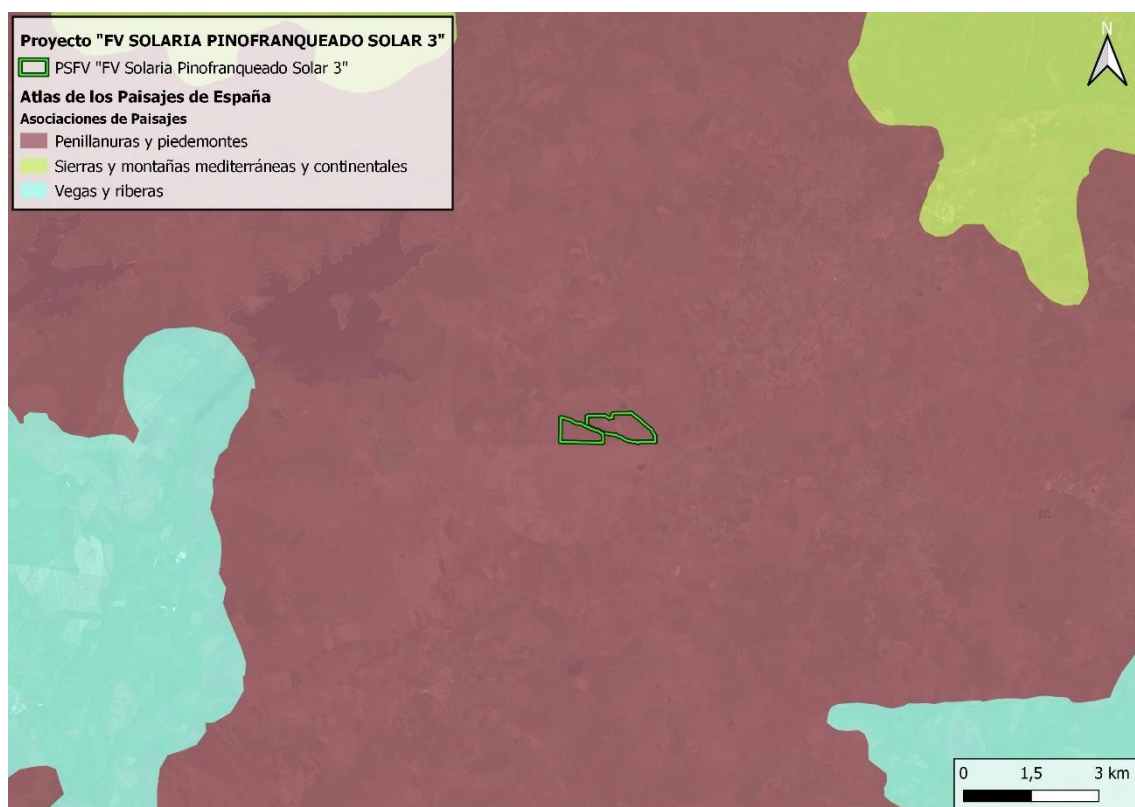 Proyecto "FV SOLARIA PINOFRANQUEADO SOLAR 3"
PSFV "FV Solaria Pinofranqueado Solar 3"
Atlas de los Paisajes de España
Asociaciones de Paisajes
Penillanuras y piedemontes
Sierras y montañas mediterráneas y continentales
Vegas y riberas
N
0 1,5 3 km